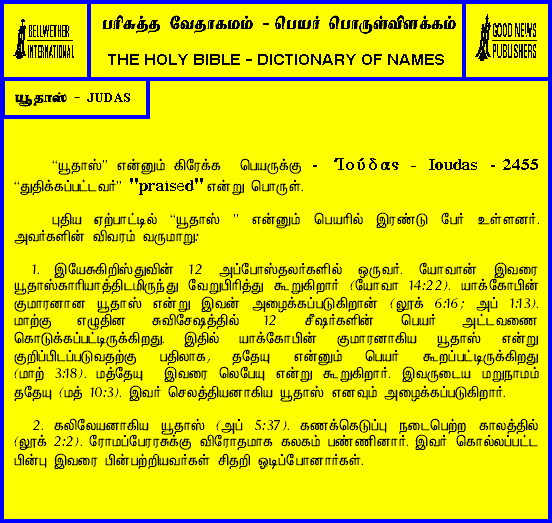 BELLWETHER
INTERNATIONAL
பரிசுத்த வேதாகமம் - பெயர் பொருள்விளக்கம்
THE HOLY BIBLE - DICTIONARY OF NAMES
GOOD NEWS
PUBLISHERS
யூதாஸ் - JUDAS
“யூதாஸ்” என்னும் கிரேக்க பெயருக்கு - Ἰούδας - Ioudas - 2455
“துதிக்கப்பட்டவர்” "praised" என்று பொருள்.
புதிய ஏற்பாட்டில் “யூதாஸ் ” என்னும் பெயரில் இரண்டு பேர் உள்ளனர்.
அவர்களின் விவரம் வருமாறு:
1. இயேசுகிறிஸ்துவின் 12 அப்போஸ்தலர்களில் ஒருவர். யோவான் இவரை
யூதாஸ்காரியாத்திடமிருந்து வேறுபிரித்து கூறுகிறார் (யோவா 14:22). யாக்கோபின்
குமாரனான யூதாஸ் என்று இவன் அழைக்கப்படுகிறான் (லூக் 6:16; அப் 1:13).
மாற்கு எழுதின சுவிசேஷத்தில் 12 சீஷர்களின் பெயர் அட்டவணை
கொடுக்கப்பட்டிருக்கிறது. இதில் யாக்கோபின் குமாரனாகிய யூதாஸ் என்று
குறிப்பிடப்படுவதற்கு பதிலாக, ததேயு என்னும் பெயர் கூறப்பட்டிருக்கிறது
(மாற் 3:18). மத்தேயு இவரை லெபேயு என்று கூறுகிறார். இவருடைய மறுநாமம்
ததேயு (மத் 10:3). இவர் செலத்தியனாகிய யூதாஸ் எனவும் அழைக்கப்படுகிறார்.
2. கலிலேயனாகிய யூதாஸ் (அப் 5:37). கணக்கெடுப்பு நடைபெற்ற காலத்தில்
(லூக் 2:2). ரோமப்பேரரசுக்கு விரோதமாக கலகம் பண்ணினார். இவர் கொல்லப்பட்ட
பின்பு இவரை பின்பற்றியவர்கள் சிதறி ஓடிப்போனார்கள்.